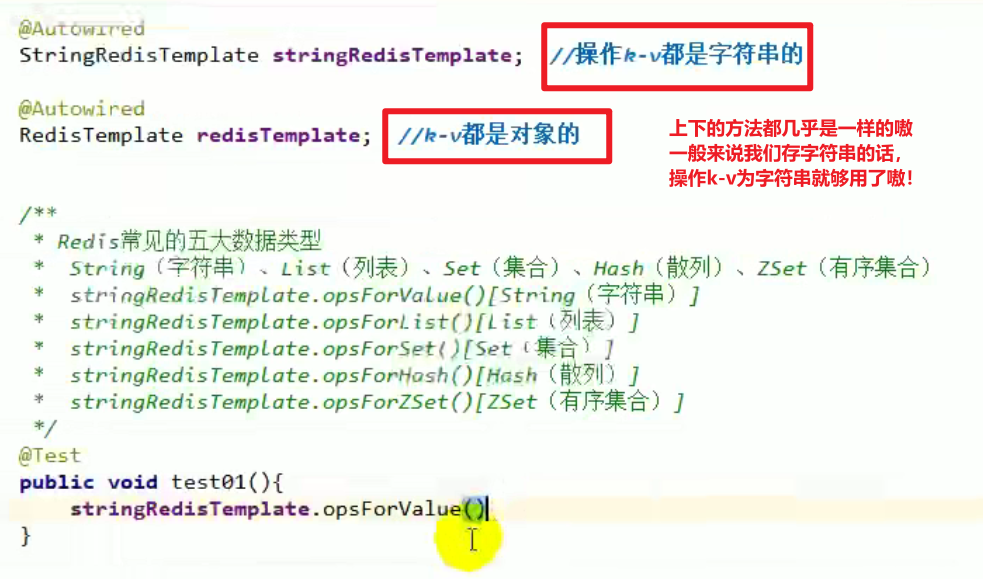 @Autowired
StringRedisTemplate stringRedisTemplate; //操作k-v都是字符串的
@Autowired
RedisTemplate redisTemplate; //k-v都是对象的
上下的方法都几乎是一样的嗷
一般来说我们存字符串的话，
操作k-v为字符串就够用了嗷！
/**
* Redis常见的五大数据类型
* String（字符串）、List（列表）、Set（集合）、Hash（散列）、ZSet（有序集合）
* stringRedisTemplate.opsForValue()[String（字符串）]
* stringRedisTemplate.opsForList()[List（列表）]
* stringRedisTemplate.opsForSet()[Set（集合）]
* stringRedisTemplate.opsForHash()[Hash（散列）]
* stringRedisTemplate.opsForZSet()[ZSet（有序集合）]
*/
@Test
public void test01(){
stringRedisTemplate.opsForValue()
}